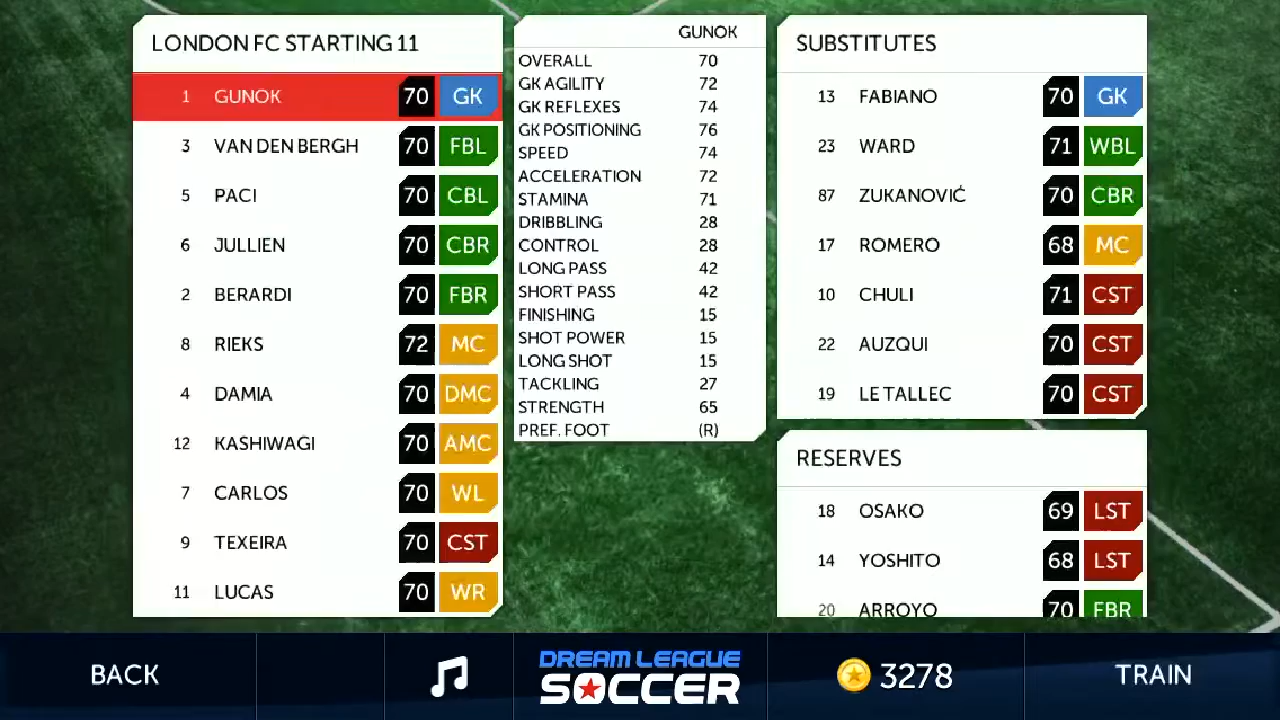 LONDON FC STARTING 11
1 GUNOK 70 GK
3 VAN DEN BERGH 70 FBL
5 PACI 70 CBL
6 JULLIEN 70 CBR
2 BERARDI 70 FBR
8 RIEKS 72 MC
4 DAMIA 70 DMC
12 KASHIWAGI 70 AMC
7 CARLOS 70 WL
9 TEXEIRA 70 CST
11 LUCAS 70 WR
GUNOK
OVERALL 70
GK AGILITY 72
GK REFLEXES 74
GK POSITIONING 76
SPEED 74
ACCELERATION 72
STAMINA 71
DRIBBLING 28
CONTROL 28
LONG PASS 42
SHORT PASS 42
FINISHING 15
SHOT POWER 15
LONG SHOT 15
TACKLING 27
STRENGTH 65
PREF. FOOT (R)
SUBSTITUTES
13 FABIANO 70 GK
23 WARD 71 WBL
87 ZUKANOVIĆ 70 CBR
17 ROMERO 68 MC
10 CHULI 71 CST
22 AUZQUI 70 CST
19 LE TALLEC 70 CST
RESERVES
18 OSAKO 69 LST
14 YOSHITO 68 LST
20 ARROYO 70 FBR
BACK
DREAM LEAGUE
SOCCER
3278
TRAIN